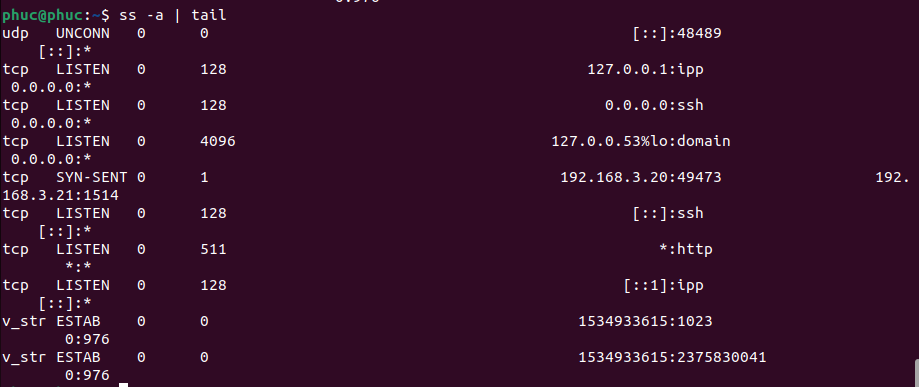 phuc@phuc:~$ ss -a | tail
udp UNCONN 0 0 [::]:48489
[::]:*
tcp LISTEN 0 128 127.0.0.1:ipp
0.0.0.0:*
tcp LISTEN 0 128 0.0.0.0:ssh
0.0.0.0:*
tcp LISTEN 0 4096 127.0.0.53%lo:domain
0.0.0.0:*
tcp SYN-SENT 0 1 192.168.3.20:49473 192.
168.3.21:1514
tcp LISTEN 0 128 [::]:ssh
[::]:*
tcp LISTEN 0 511 *:http
*:*
tcp LISTEN 0 128 [::1]:ipp
[::]:*
v_str ESTAB 0 0 1534933615:1023
0:976
v_str ESTAB 0 0 1534933615:2375830041
0:976